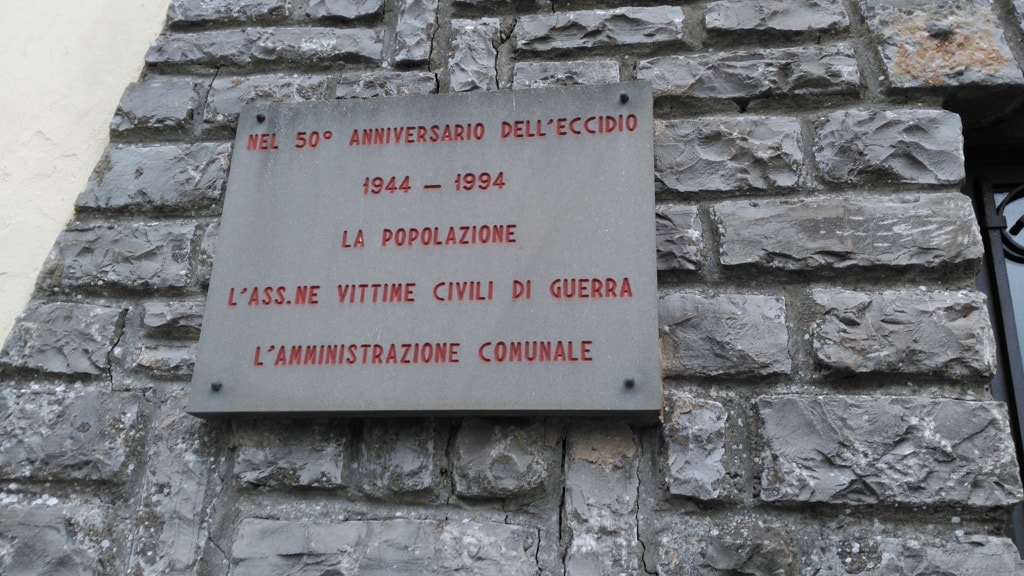 NEL 50° ANNIVERSARIO DELL'ECCIDIO
1944 – 1994
LA POPOLAZIONE
L'ASS.NE VITTIME CIVILI DI GUERRA
L'AMMINISTRAZIONE COMUNALE